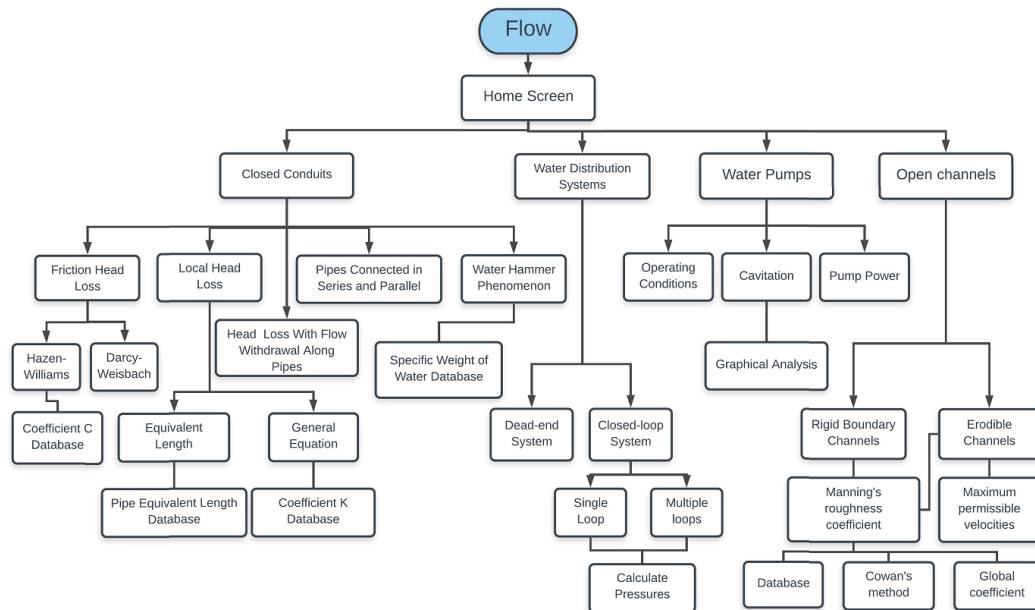 Flow
Home Screen
Closed Conduits
Water Distribution
Systems
Water Pumps
Open channels
Friction Head
Loss
Local Head
Loss
Pipes Connected in
Series and Parallel
Water Hammer
Phenomenon
Operating
Conditions
Cavitation
Pump Power
Head Loss With Flow
Withdrawal Along
Pipes
Hazen-
Williams
Darcy-
Weisbach
Specific Weight of
Water Database
Graphical Analysis
Coefficient C
Database
Equivalent
Length
General
Equation
Dead-end
System
Closed-loop
System
Rigid Boundary
Channels
Erodible
Channels
Pipe Equivalent Length
Database
Coefficient K
Database
Single
Loop
Multiple
loops
Manning's
roughness
coefficient
Maximum
permissible
velocities
Calculate
Pressures
Database
Cowan's
method
Global
coefficient